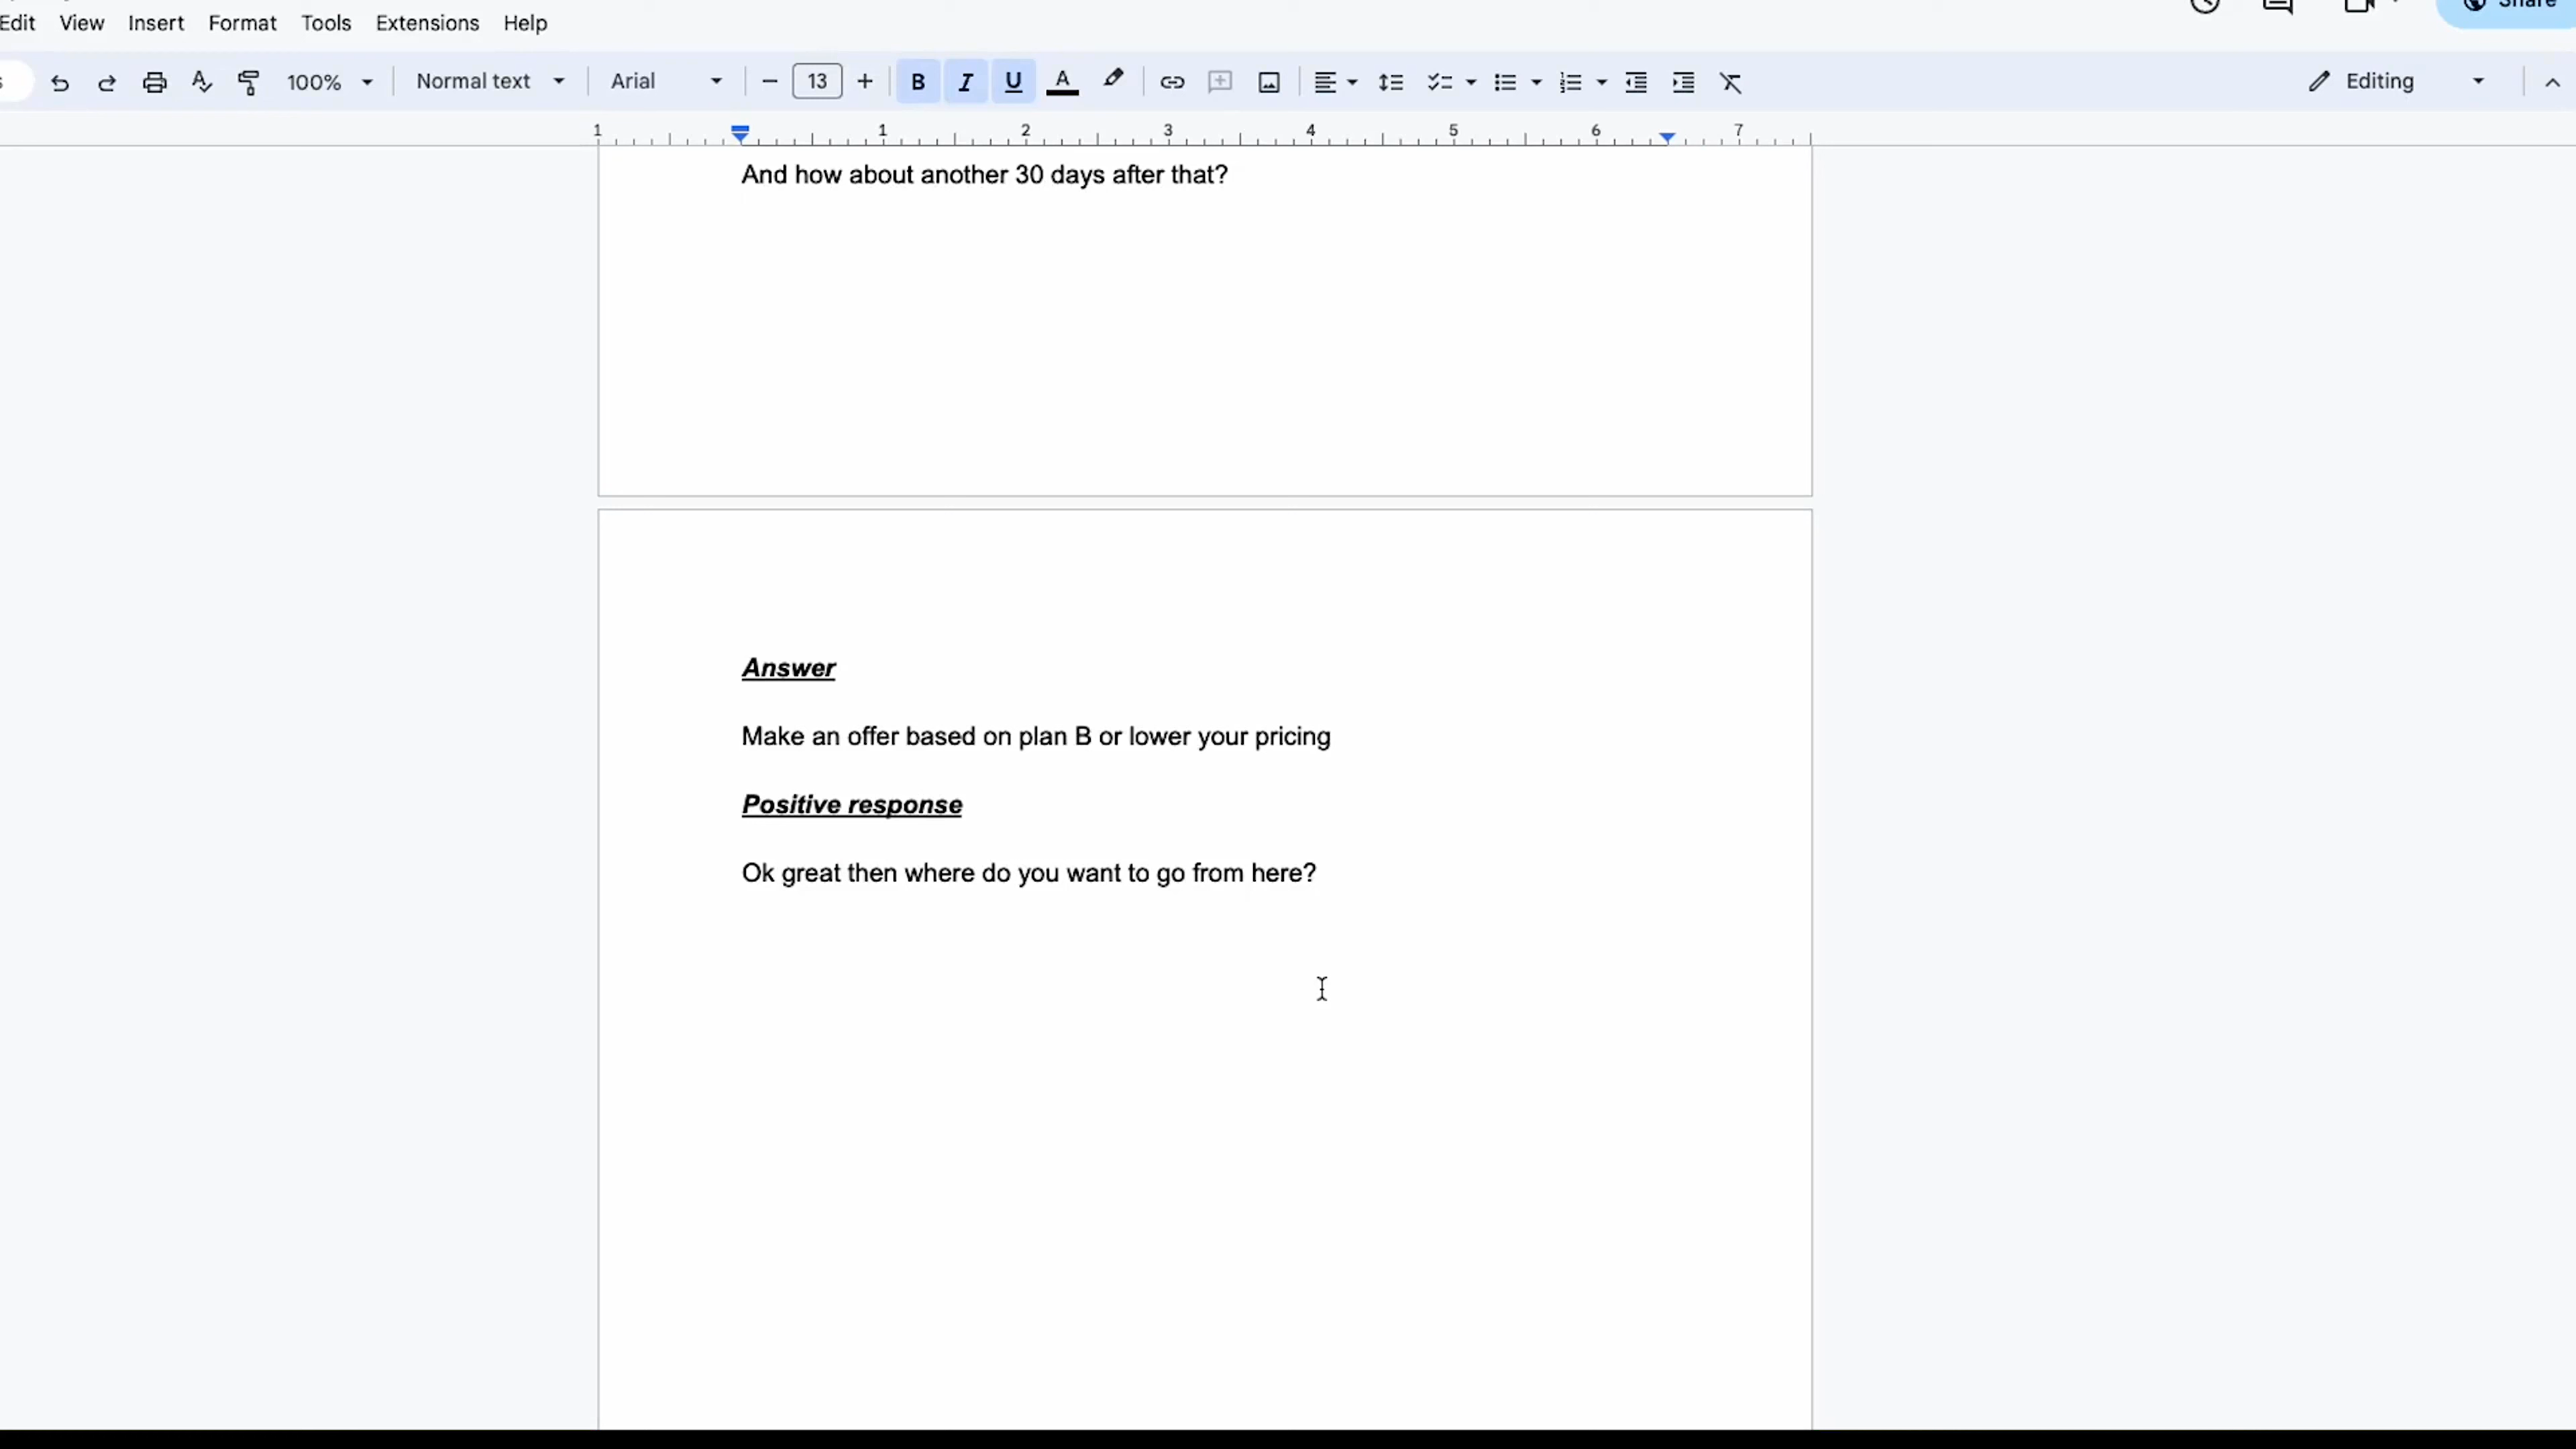 Edit View Insert Format Tools Extensions Help
Share
100% Normal text Arial 13 B I U A Editing
1 1 2 3 4 5 6 7
And how about another 30 days after that?
Answer
Make an offer based on plan B or lower your pricing
Positive response
Ok great then where do you want to go from here?